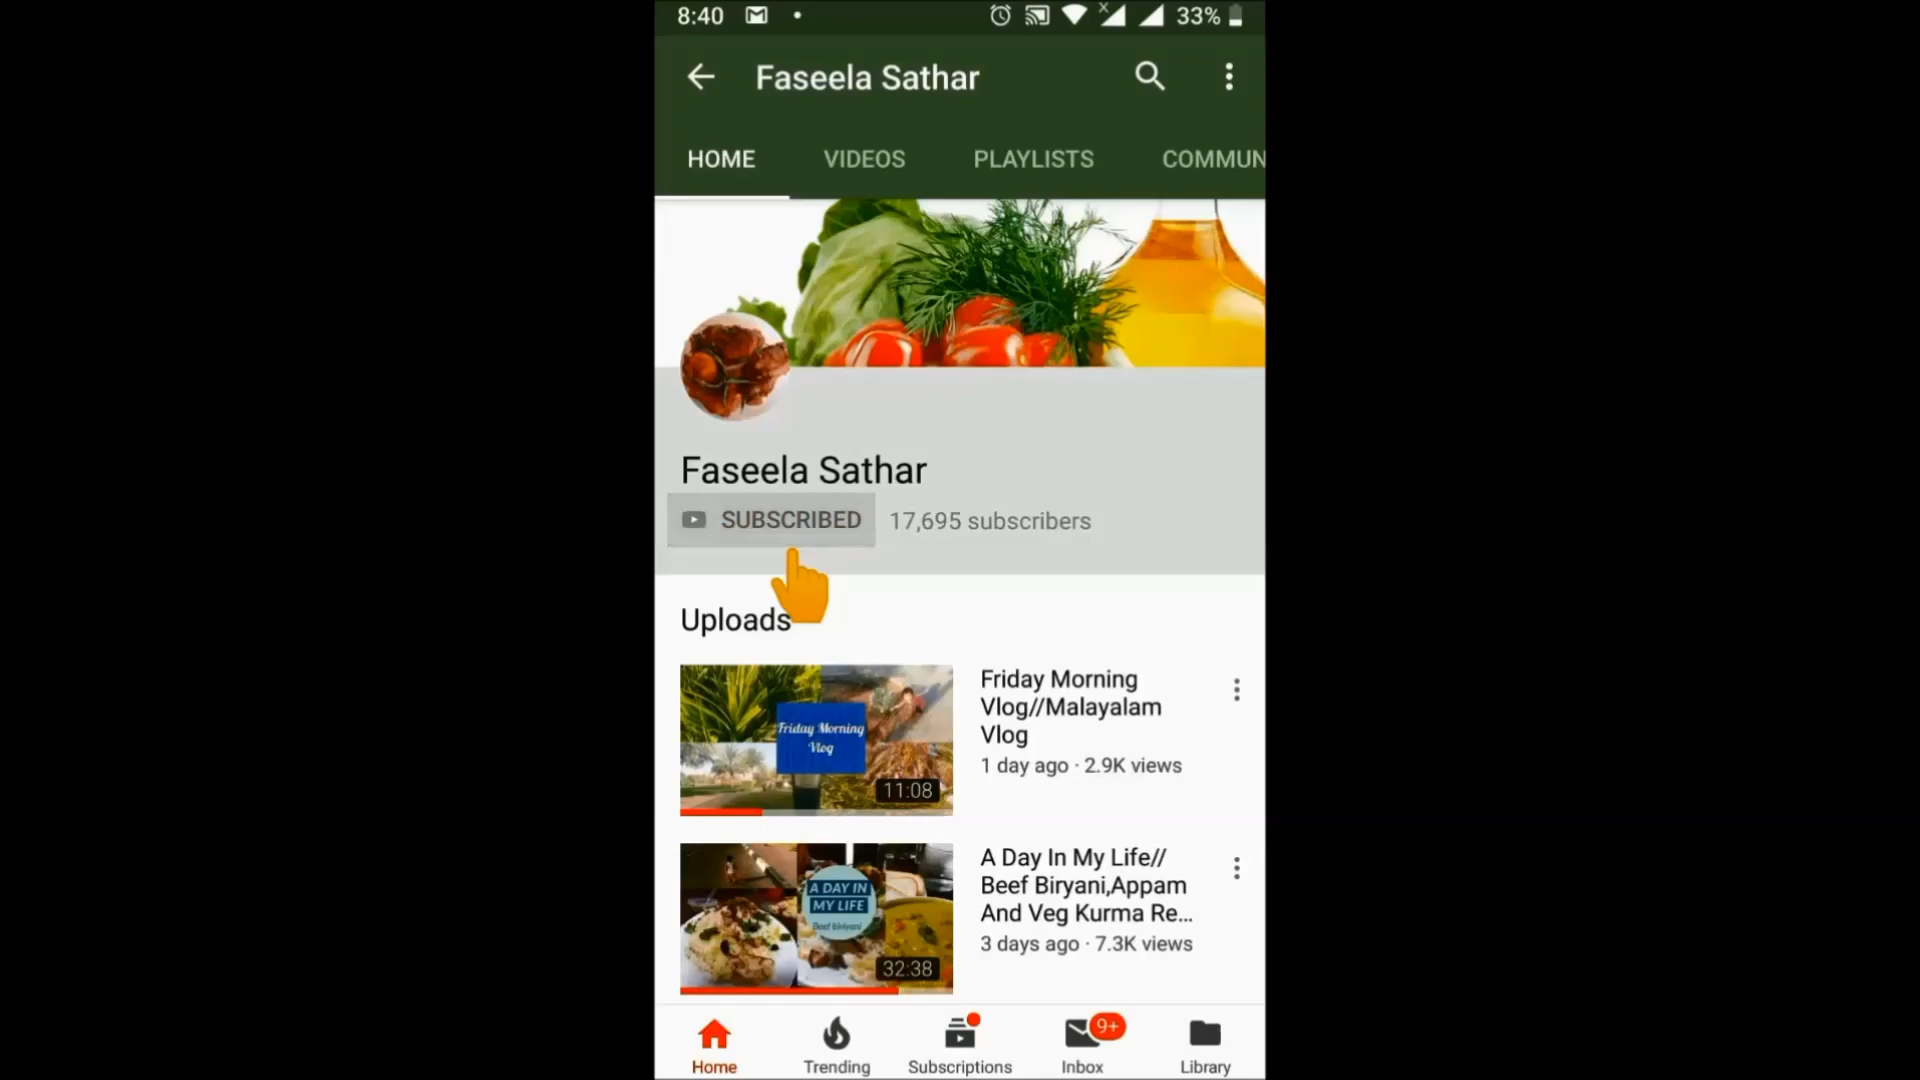 8:40
33%
Faseela Sathar
HOME VIDEOS PLAYLISTS COMMUN
Faseela Sathar
SUBSCRIBED 17,695 subscribers
Uploads
Friday Morning
Vlog
11:08
Friday Morning
Vlog//Malayalam
Vlog
1 day ago · 2.9K views
A DAY IN
MY LIFE
Beef biriyani
32:38
A Day In My Life//
Beef Biryani,Appam
And Veg Kurma Re...
3 days ago · 7.3K views
9+
Home Trending Subscriptions Inbox Library